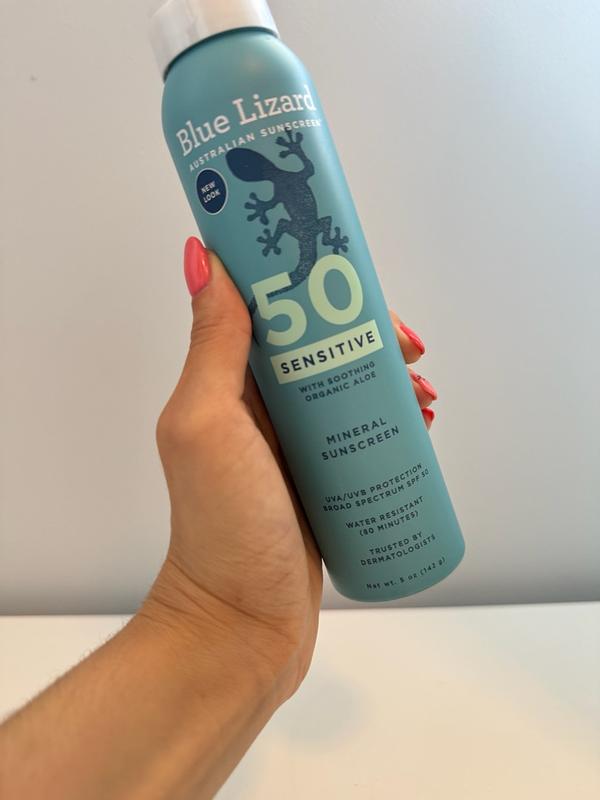 Blue Lizard
AUSTRALIAN SUNSCREEN
NEW
LOOK
50
SENSITIVE
WITH SOOTHING
ORGANIC ALOE
MINERAL
SUNSCREEN
UVA/UVB PROTECTION
BROAD SPECTRUM SPF 50
WATER RESISTANT
(80 MINUTES)
TRUSTED BY
DERMATOLOGISTS
Net wt. 5 oz (142 g)